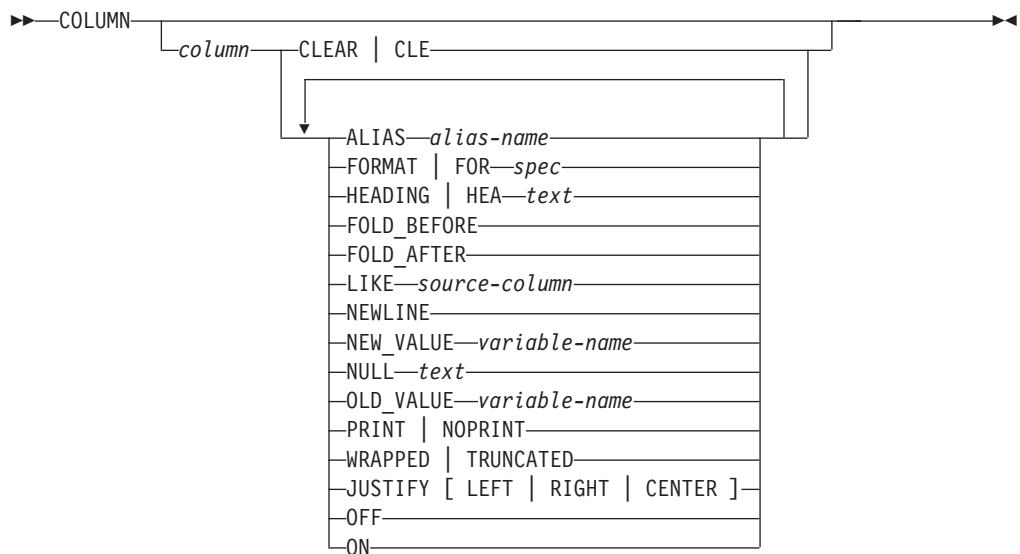 COLUMN
column CLEAR | CLE
ALIAS alias-name
FORMAT | FOR spec
HEADING | HEA text
FOLD_BEFORE
FOLD_AFTER
LIKE source-column
NEWLINE
NEW_VALUE variable-name
NULL text
OLD_VALUE variable-name
PRINT | NOPRINT
WRAPPED | TRUNCATED
JUSTIFY [ LEFT | RIGHT | CENTER ]
OFF
ON